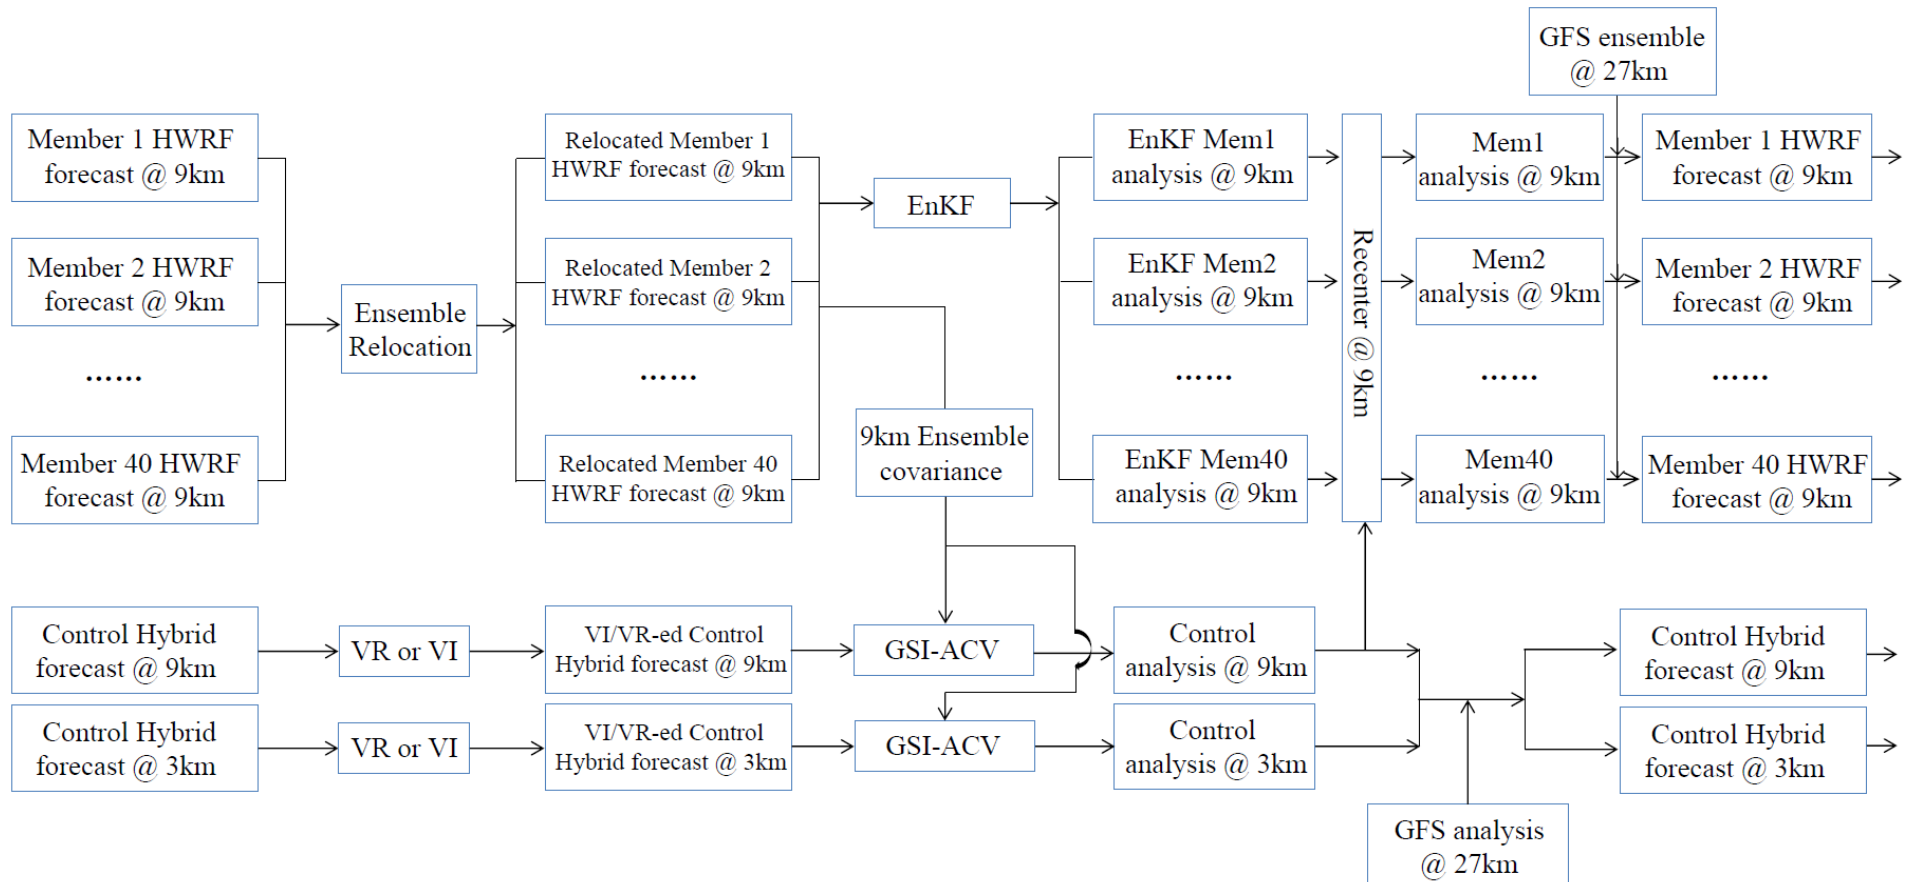 GFS ensemble
@ 27km
Member 1 HWRF
forecast @ 9km
Relocated Member 1
HWRF forecast @ 9km
EnKF
EnKF Mem1
analysis @ 9km
Mem1
analysis @ 9km
Member 1 HWRF
forecast @ 9km
Member 2 HWRF
forecast @ 9km
Ensemble
Relocation
Relocated Member 2
HWRF forecast @ 9km
EnKF Mem2
analysis @ 9km
Recenter @ 9km
Mem2
analysis @ 9km
Member 2 HWRF
forecast @ 9km
......
......
......
......
......
Member 40 HWRF
forecast @ 9km
Relocated Member 40
HWRF forecast @ 9km
9km Ensemble
covariance
EnKF Mem40
analysis @ 9km
Mem40
analysis @ 9km
Member 40 HWRF
forecast @ 9km
Control Hybrid
forecast @ 9km
VR or VI
VI/VR-ed Control
Hybrid forecast @ 9km
GSI-ACV
Control
analysis @ 9km
Control Hybrid
forecast @ 9km
Control Hybrid
forecast @ 3km
VR or VI
VI/VR-ed Control
Hybrid forecast @ 3km
GSI-ACV
Control
analysis @ 3km
Control Hybrid
forecast @ 3km
GFS analysis
@ 27km